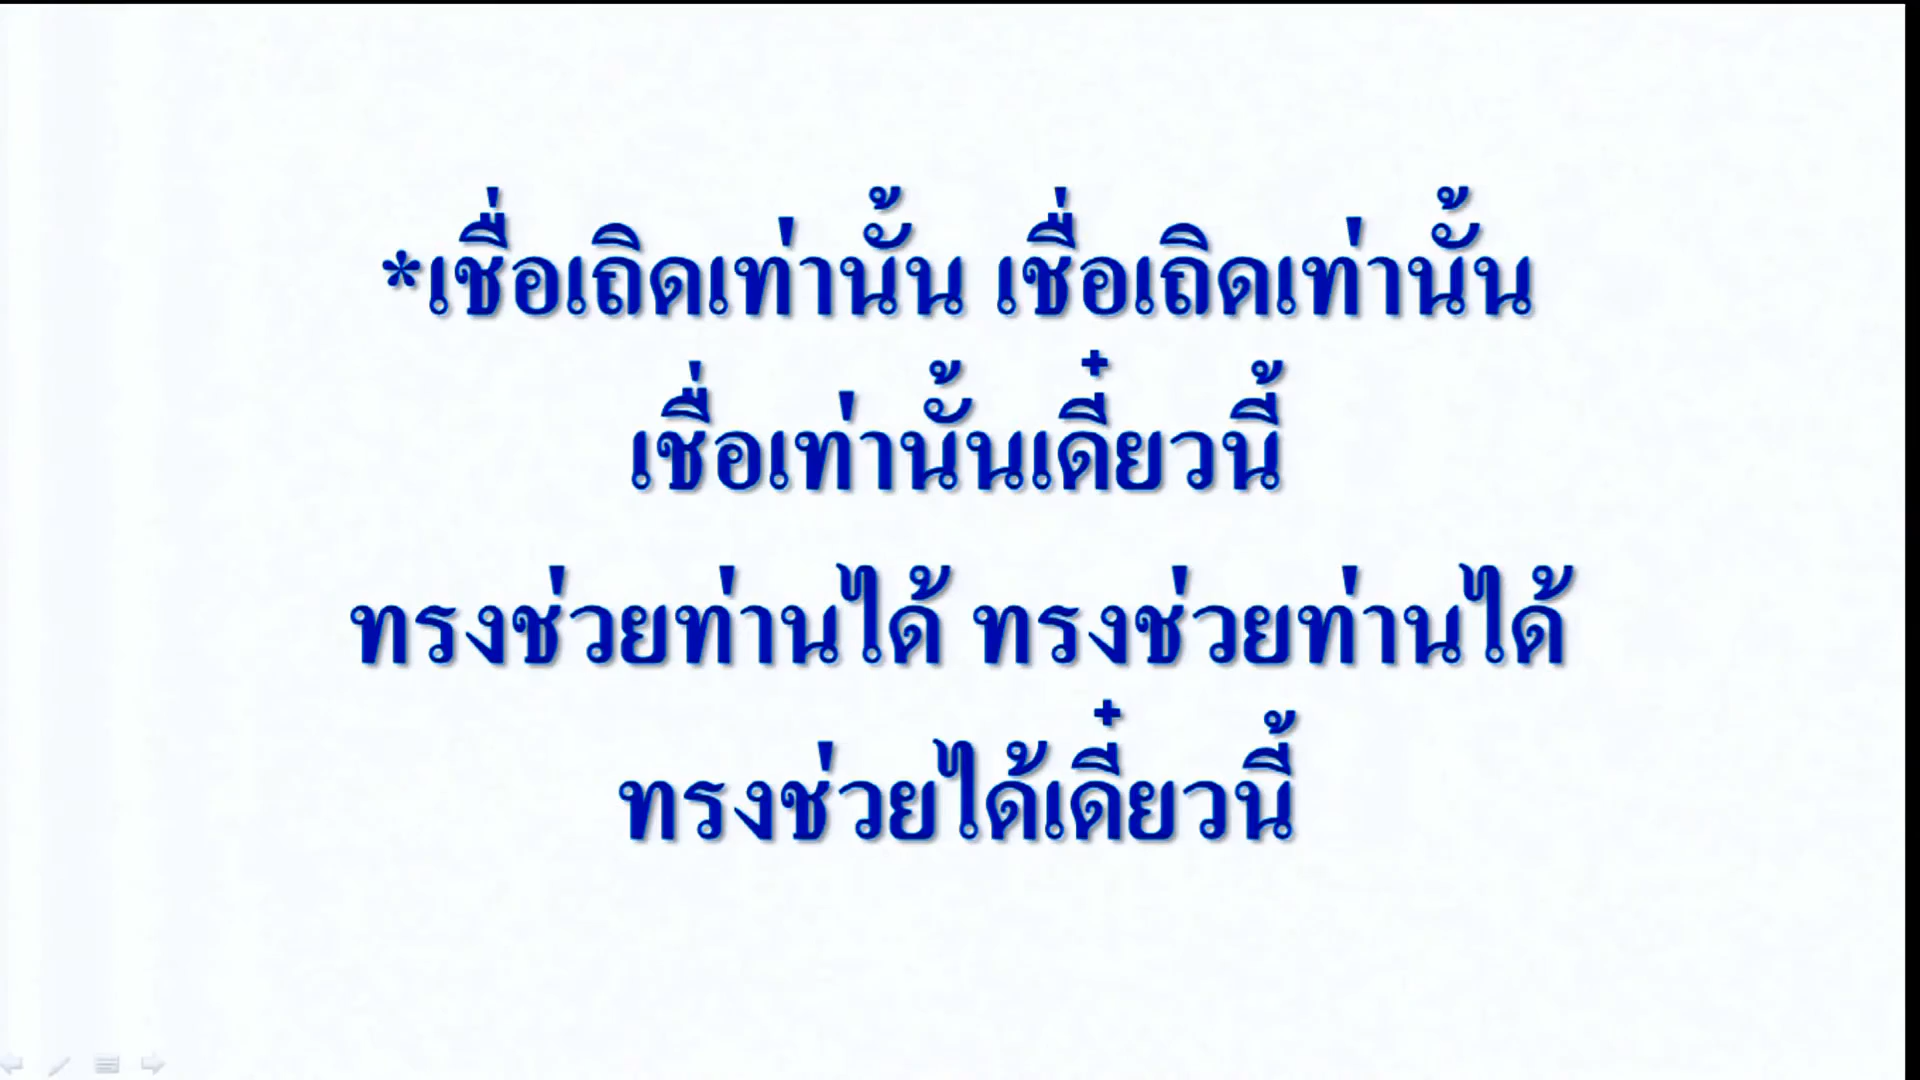 *เชื่อเถิดเท่านั้น เชื่อเถิดเท่านั้น
เชื่อเท่านั้นเดี๋ยวนี้
ทรงช่วยท่านได้ ทรงช่วยท่านได้
ทรงช่วยได้เดี๋ยวนี้